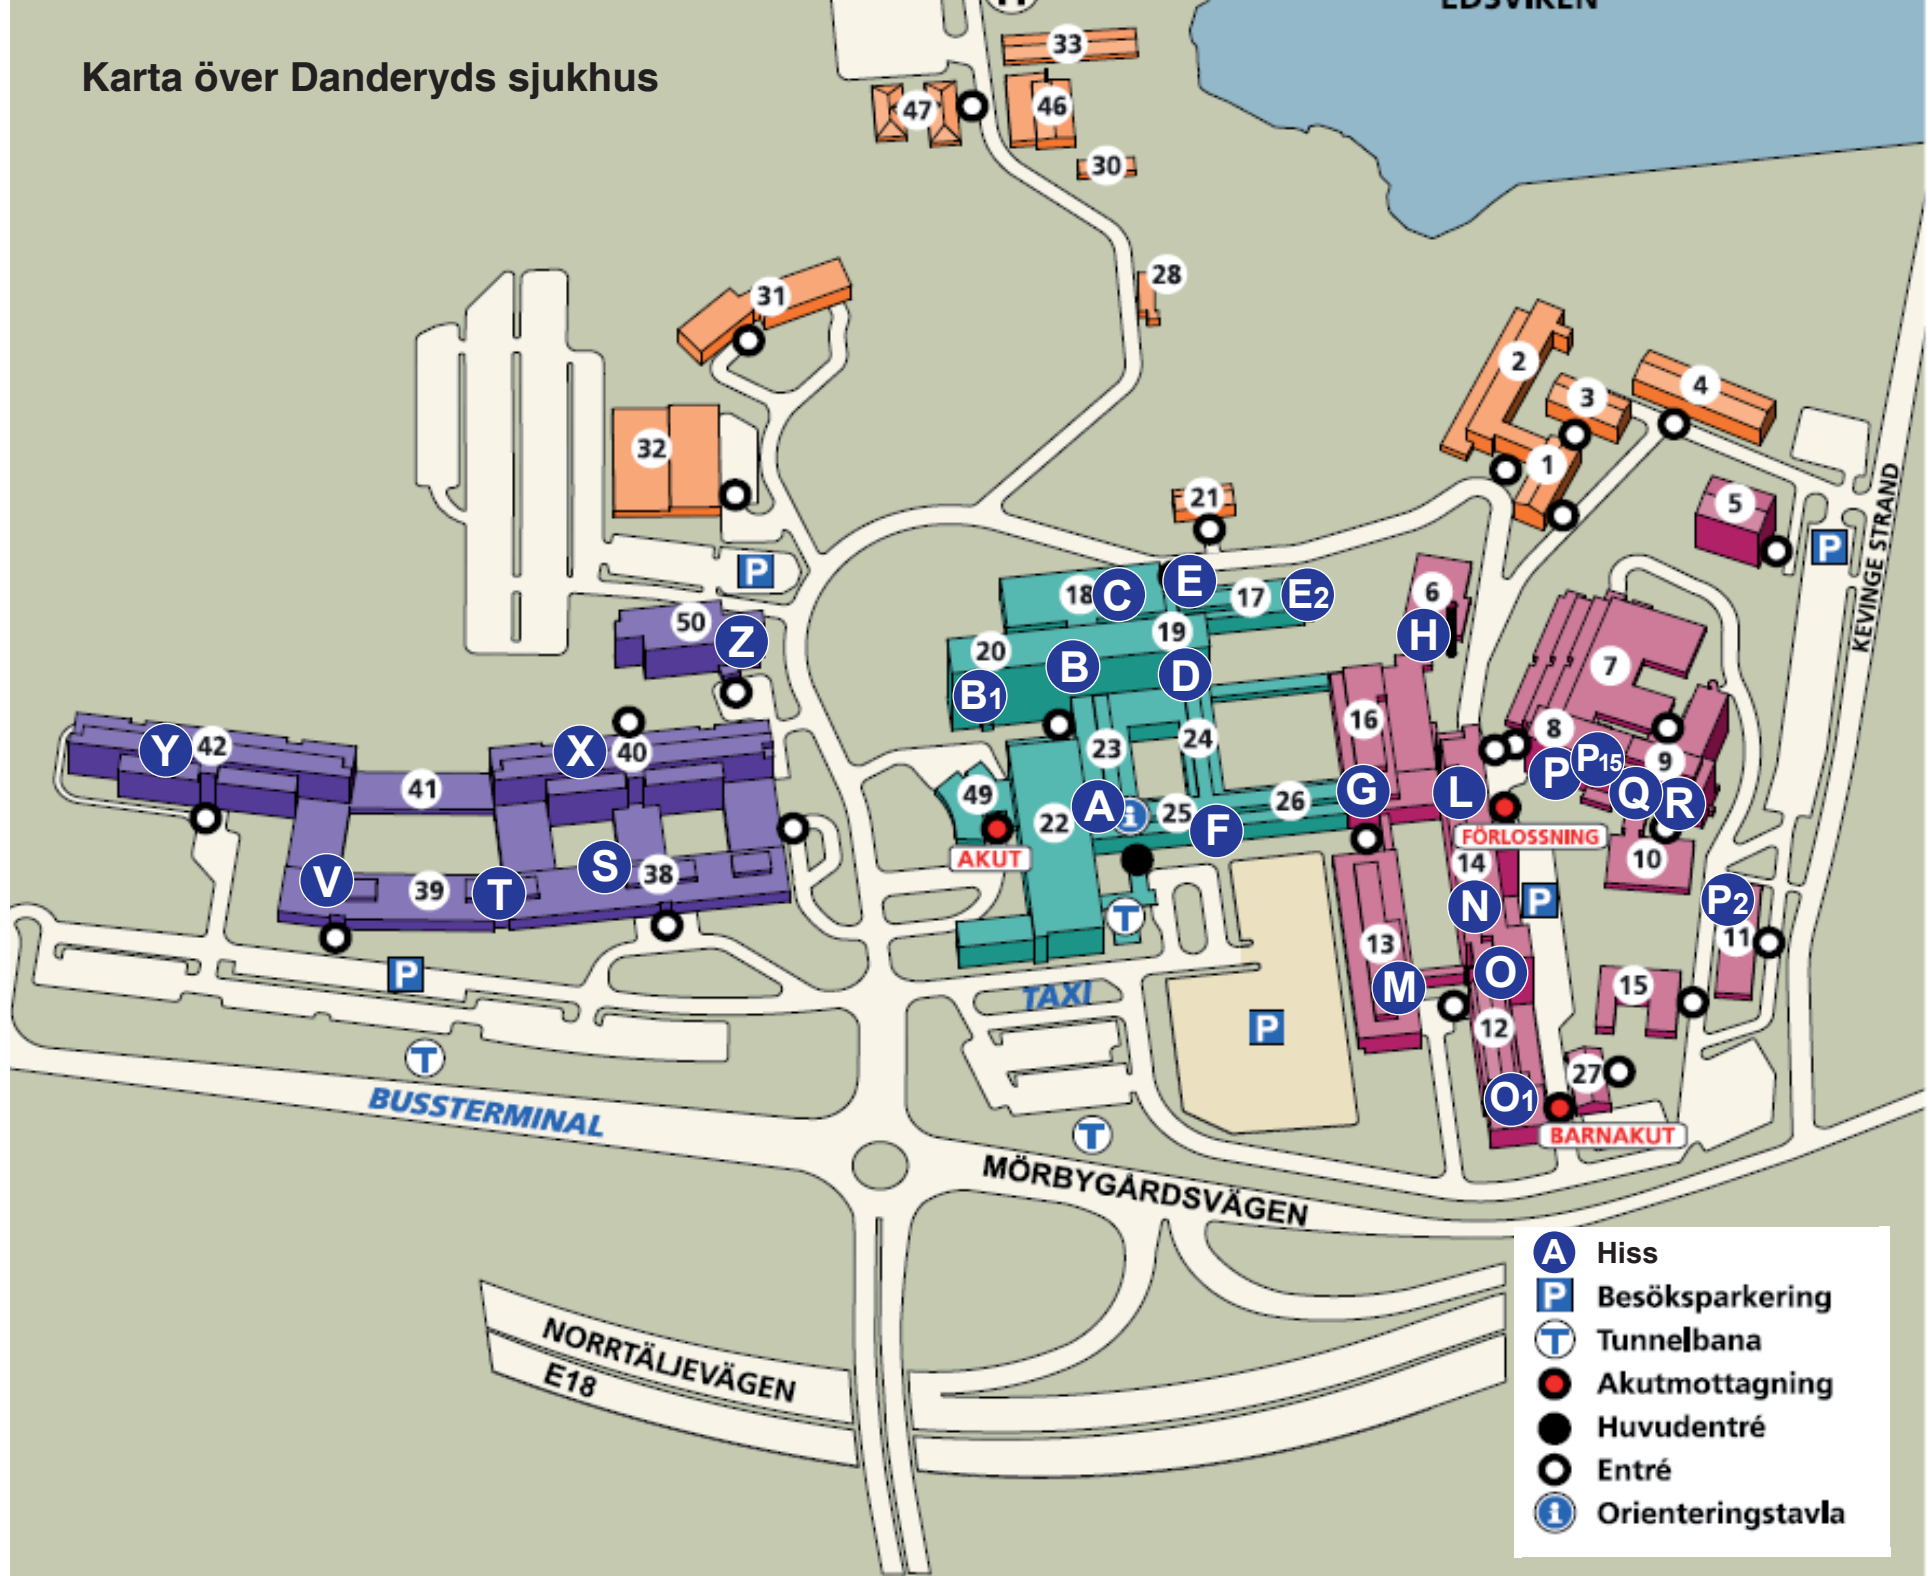 EDSVIKEN
Karta över Danderyds sjukhus
33
47
46
30
28
31
2
3
4
32
1
21
5
P
P
KEVINGE STRAND
18
C
E
17
E2
6
H
50
Z
19
20
B
D
B1
7
Y
42
X
40
23
24
16
8
P
P15
9
Q
R
41
49
22
A
i
25
F
26
G
L
AKUT
FÖRLOSSNING
V
39
T
S
38
14
10
N
P
P2
11
T
13
M
O
15
P
TAXI
P
12
T
27
O1
BUSSTERMINAL
T
BARNAKUT
MÖRBYGÅRDSVÄGEN
NORRTÄLJEVÄGEN
E18
A Hiss
P Besöksparkering
T Tunnelbana
Akutmottagning
Huvudentré
Entré
i Orienteringstavla